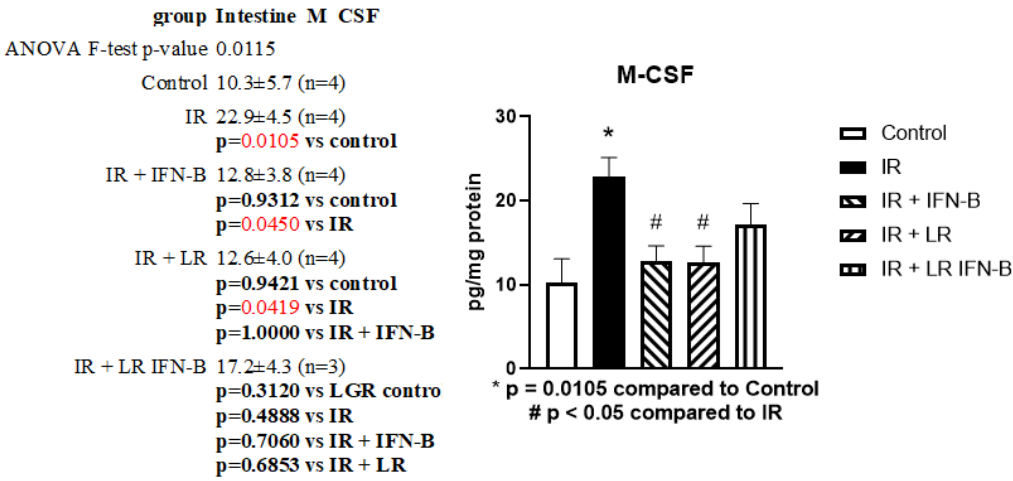 group Intestine M CSF
ANOVA F-test p-value 0.0115
Control 10.3±5.7 (n=4)
IR 22.9±4.5 (n=4)
p=0.0105 vs control
IR + IFN-B 12.8±3.8 (n=4)
p=0.9312 vs control
p=0.0450 vs IR
IR + LR 12.6±4.0 (n=4)
p=0.9421 vs control
p=0.0419 vs IR
p=1.0000 vs IR + IFN-B
IR + LR IFN-B 17.2±4.3 (n=3)
p=0.3120 vs LGR contro
p=0.4888 vs IR
p=0.7060 vs IR + IFN-B
p=0.6853 vs IR + LR
M-CSF
pg/mg protein
30
20
10
0
*
#
#
* p = 0.0105 compared to Control
# p < 0.05 compared to IR
Control
IR
IR + IFN-B
IR + LR
IR + LR IFN-B